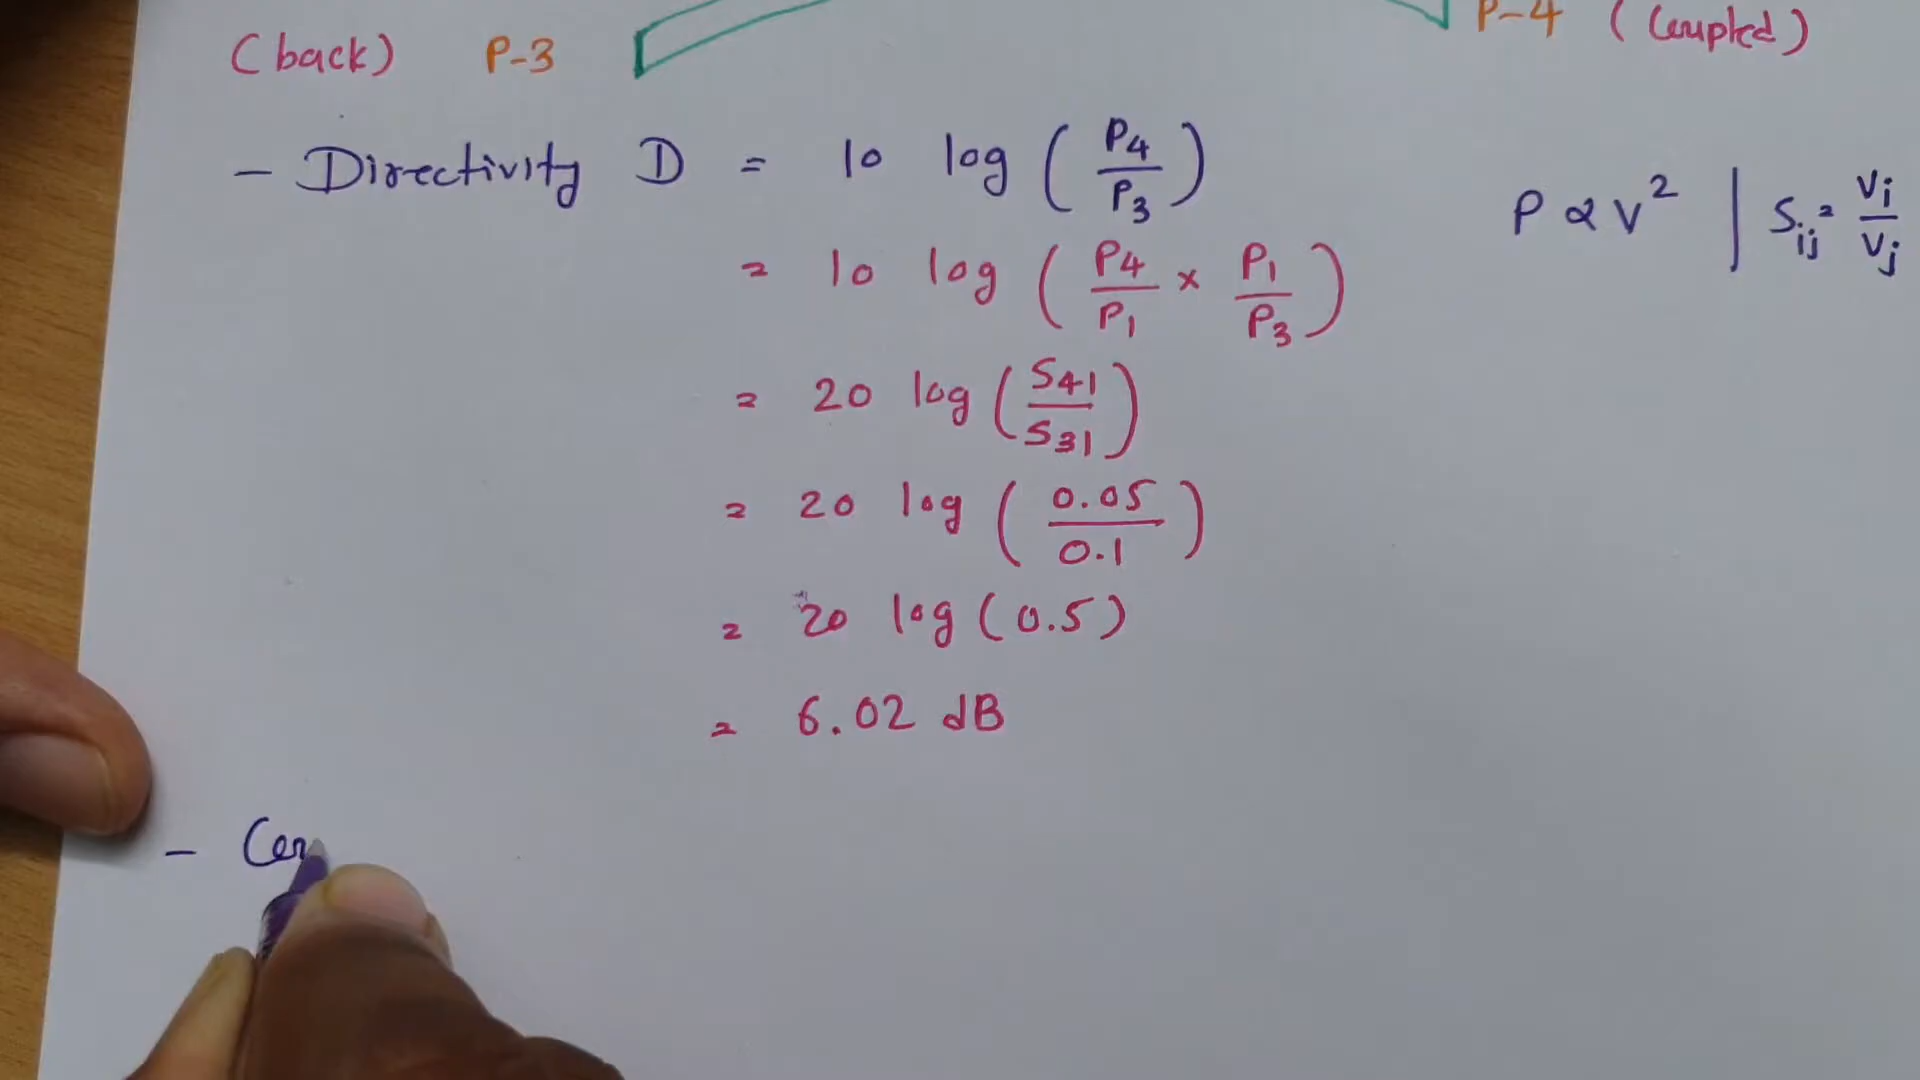 (back) P-3 P-4 (Coupled)
- Directivity D = 10 log (P4/P3)
P ∝ V² | Sij = Vi/Vj
= 10 log (P4/P1 × P1/P3)
= 20 log (S41/S31)
= 20 log (0.05/0.1)
= 20 log (0.5)
= 6.02 dB
- Cou